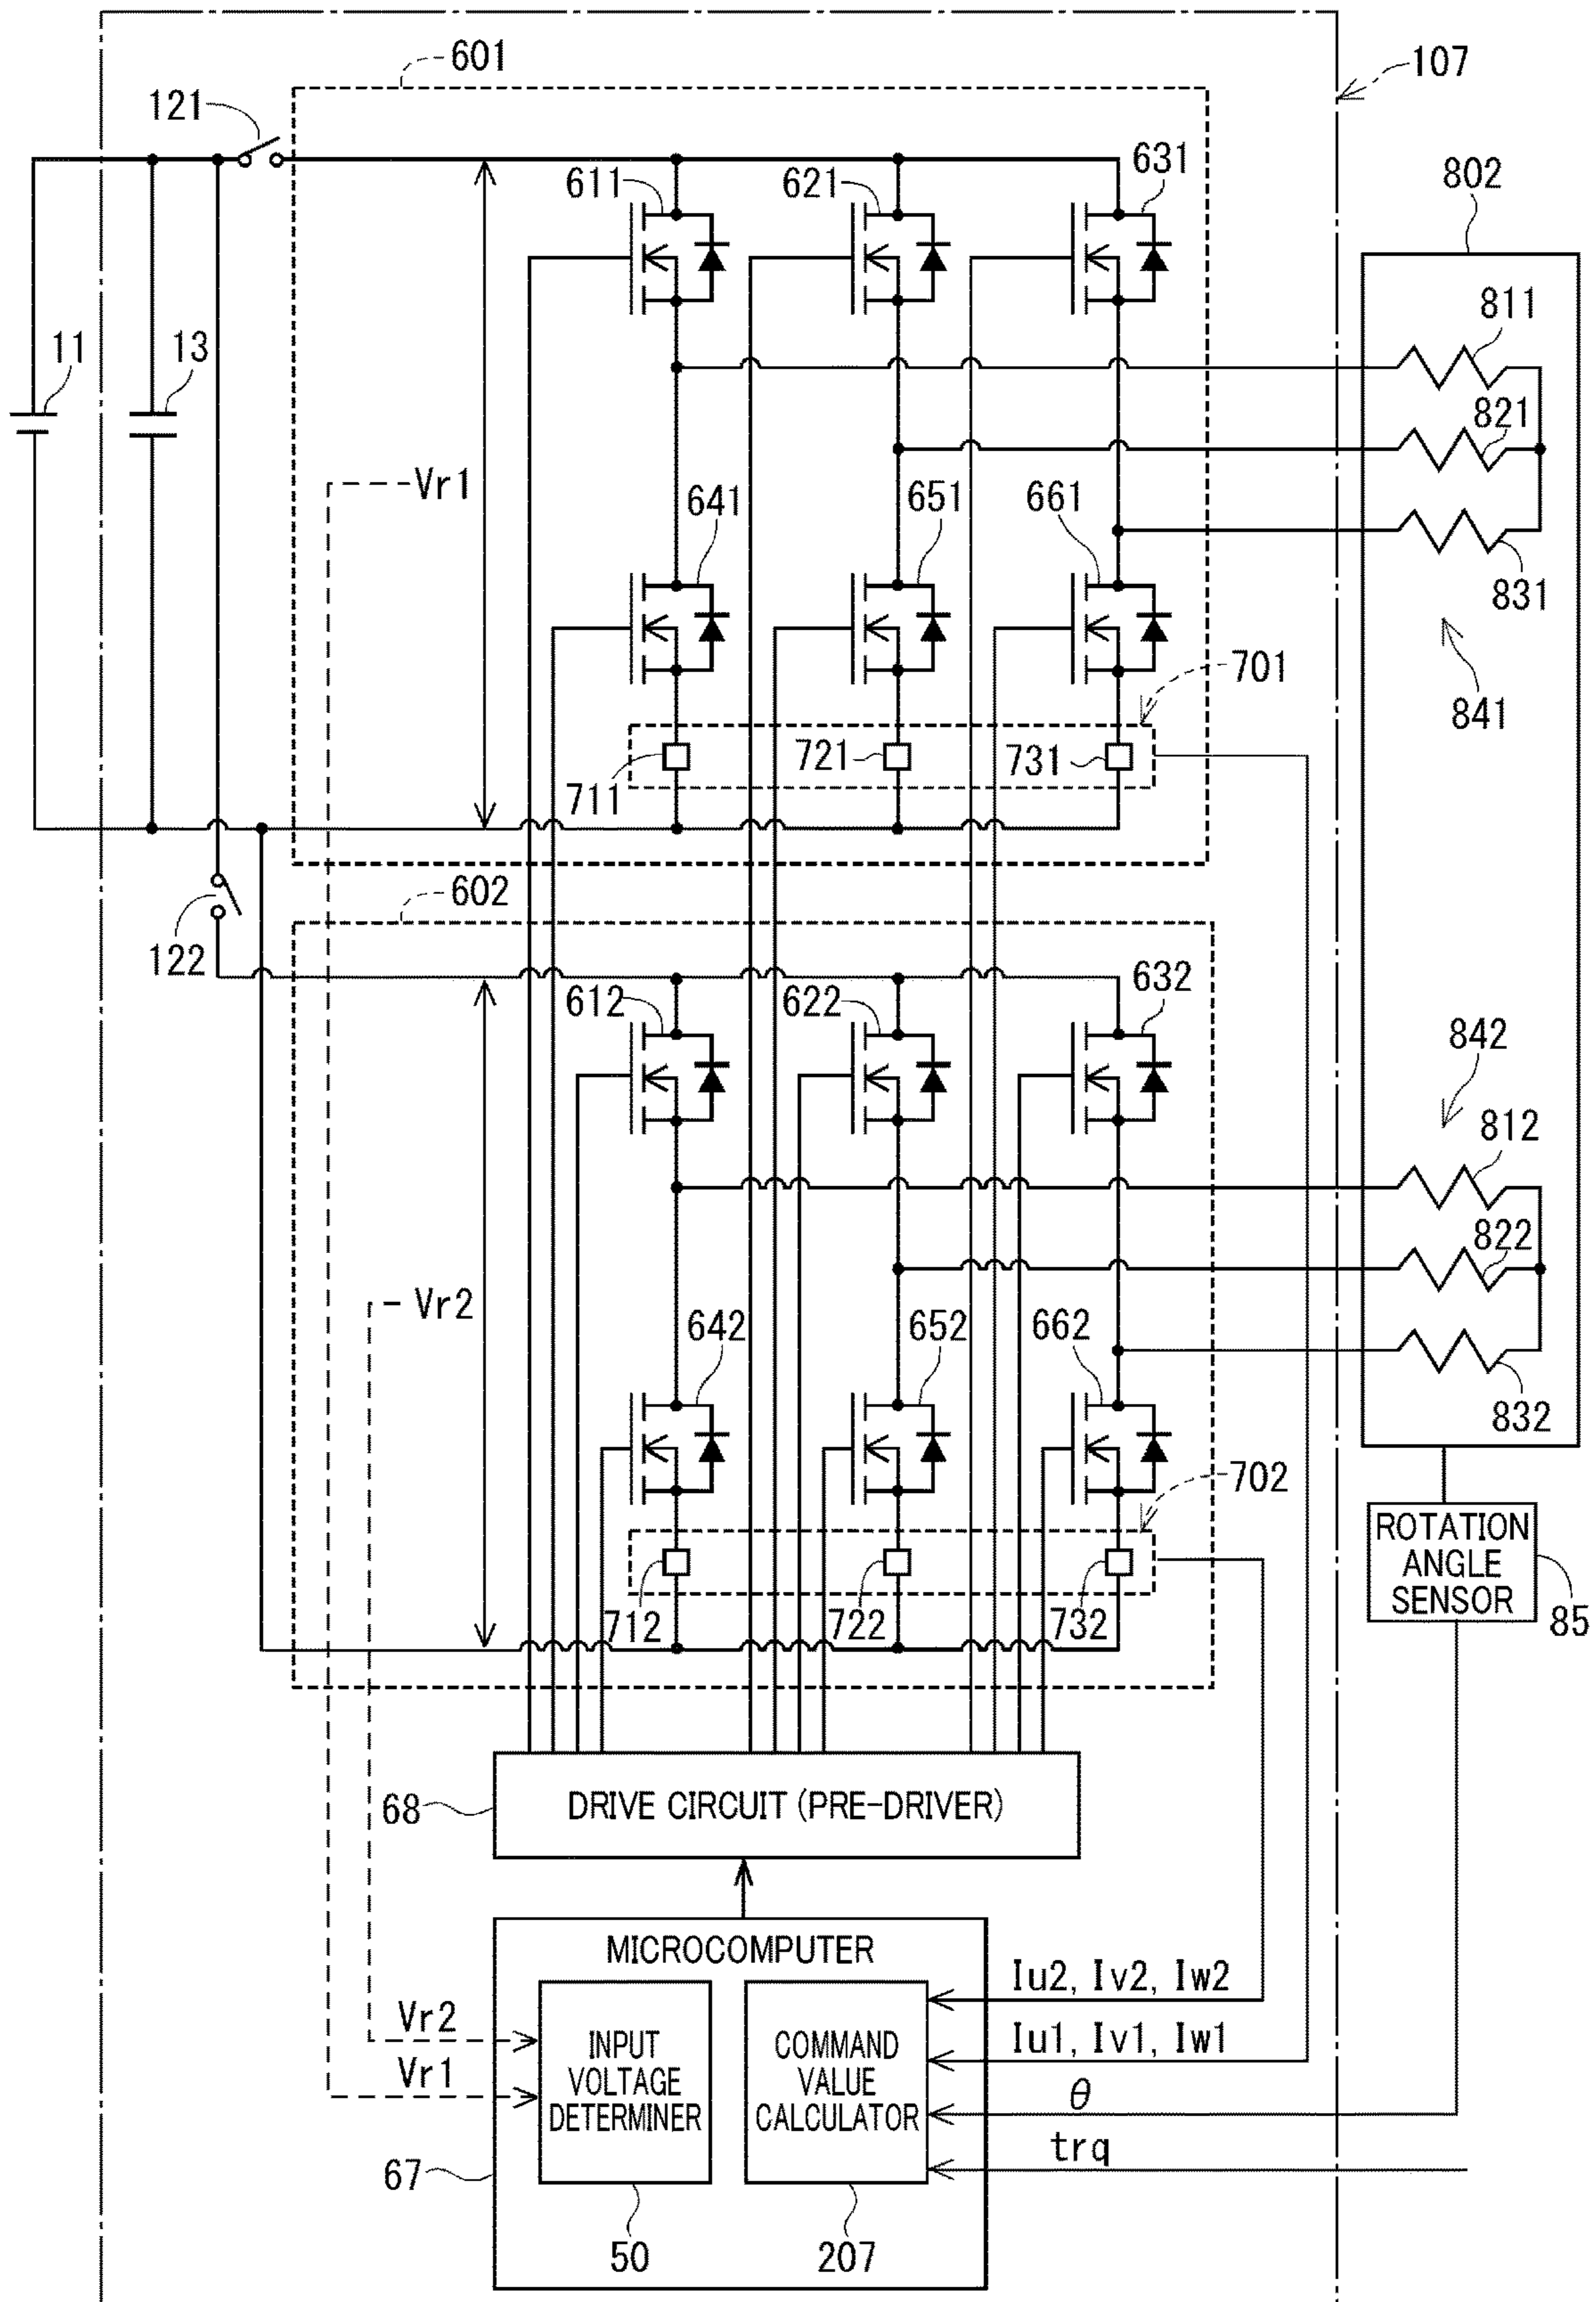 601
107
121
611
621
631
802
811
11
13
821
Vr1
641
651
661
831
701
841
711
721
731
602
122
612
622
632
842
812
822
Vr2
642
652
662
832
702
ROTATION
ANGLE
SENSOR
712
722
732
85
68
DRIVE CIRCUIT (PRE-DRIVER)
MICROCOMPUTER
Iu2, Iv2, Iw2
Vr2
INPUT
VOLTAGE
DETERMINER
COMMAND
VALUE
CALCULATOR
Iu1, Iv1, Iw1
Vr1
θ
trq
67
50
207